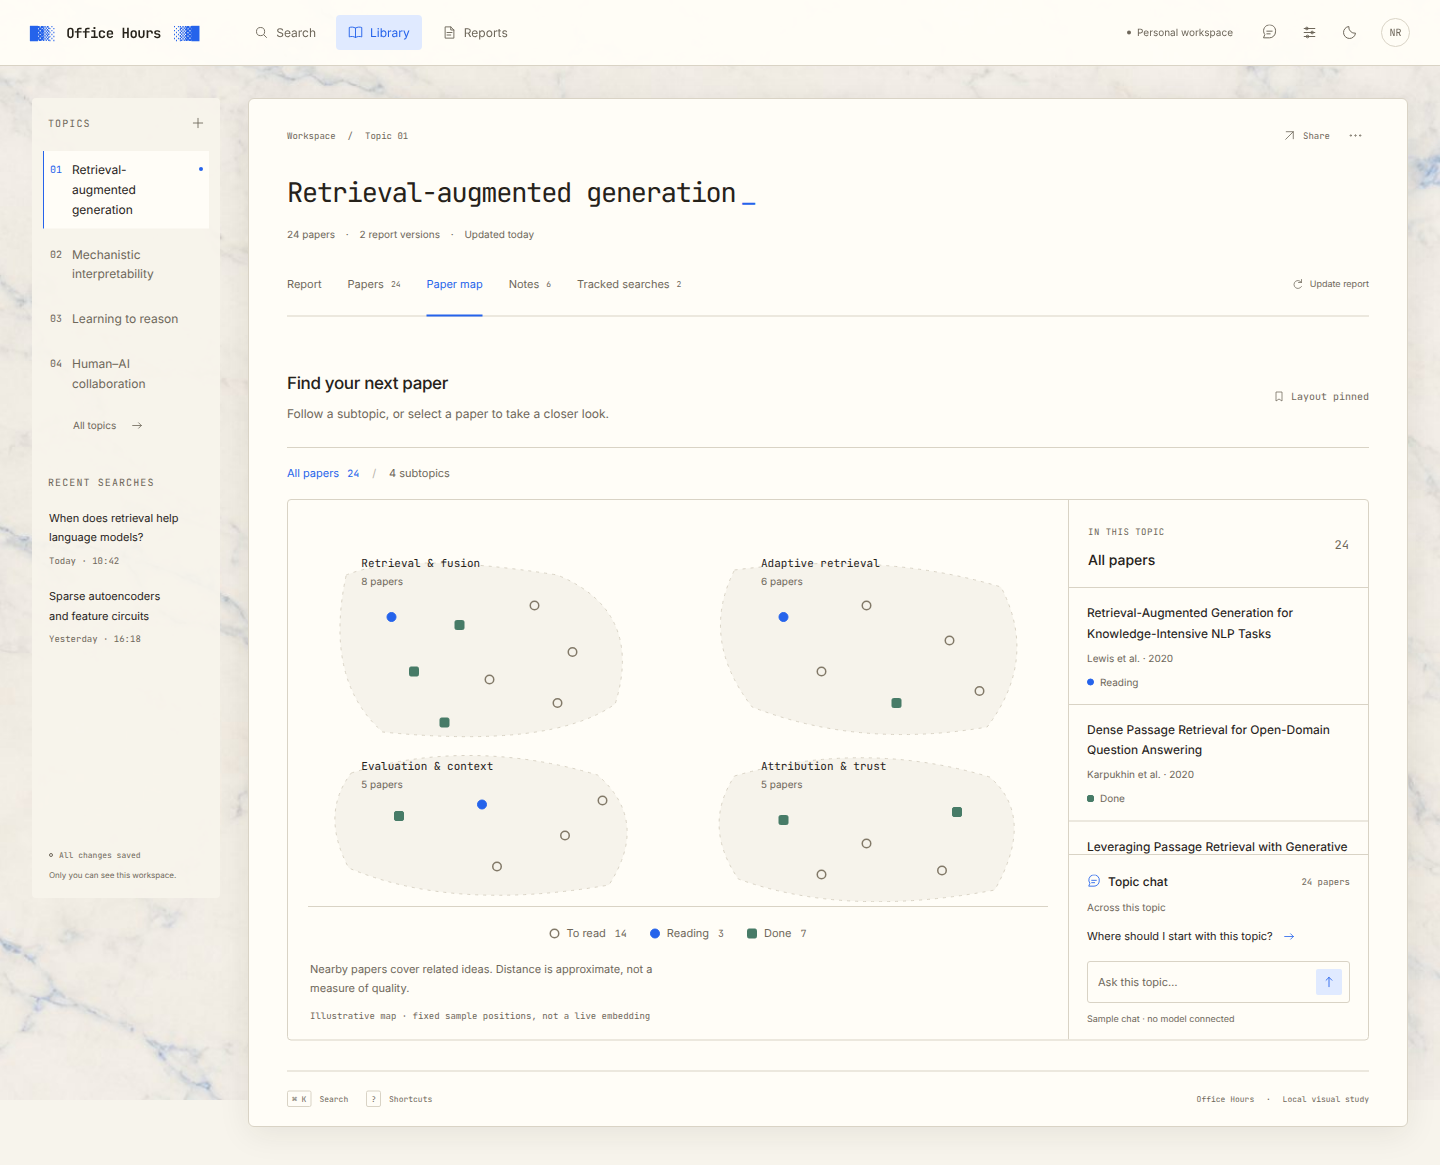 Office Hours
Search
Library
Reports
Personal workspace
NR
TOPICS
01 Retrieval-
augmented
generation
02 Mechanistic
interpretability
03 Learning to reason
04 Human–AI
collaboration
All topics
RECENT SEARCHES
When does retrieval help
language models?
Today · 10:42
Sparse autoencoders
and feature circuits
Yesterday · 16:18
All changes saved
Only you can see this workspace.
Workspace / Topic 01
Share
Retrieval-augmented generation_
24 papers · 2 report versions · Updated today
Report
Papers 24
Paper map
Notes 6
Tracked searches 2
Update report
Find your next paper
Follow a subtopic, or select a paper to take a closer look.
Layout pinned
All papers 24 / 4 subtopics
Retrieval & fusion
8 papers
Adaptive retrieval
6 papers
Evaluation & context
5 papers
Attribution & trust
5 papers
To read 14
Reading 3
Done 7
Nearby papers cover related ideas. Distance is approximate, not a
measure of quality.
Illustrative map · fixed sample positions, not a live embedding
IN THIS TOPIC
All papers
24
Retrieval-Augmented Generation for
Knowledge-Intensive NLP Tasks
Lewis et al. · 2020
Reading
Dense Passage Retrieval for Open-Domain
Question Answering
Karpukhin et al. · 2020
Done
Leveraging Passage Retrieval with Generative
Topic chat
24 papers
Across this topic
Where should I start with this topic?
Ask this topic...
Sample chat · no model connected
⌘ K Search
? Shortcuts
Office Hours · Local visual study